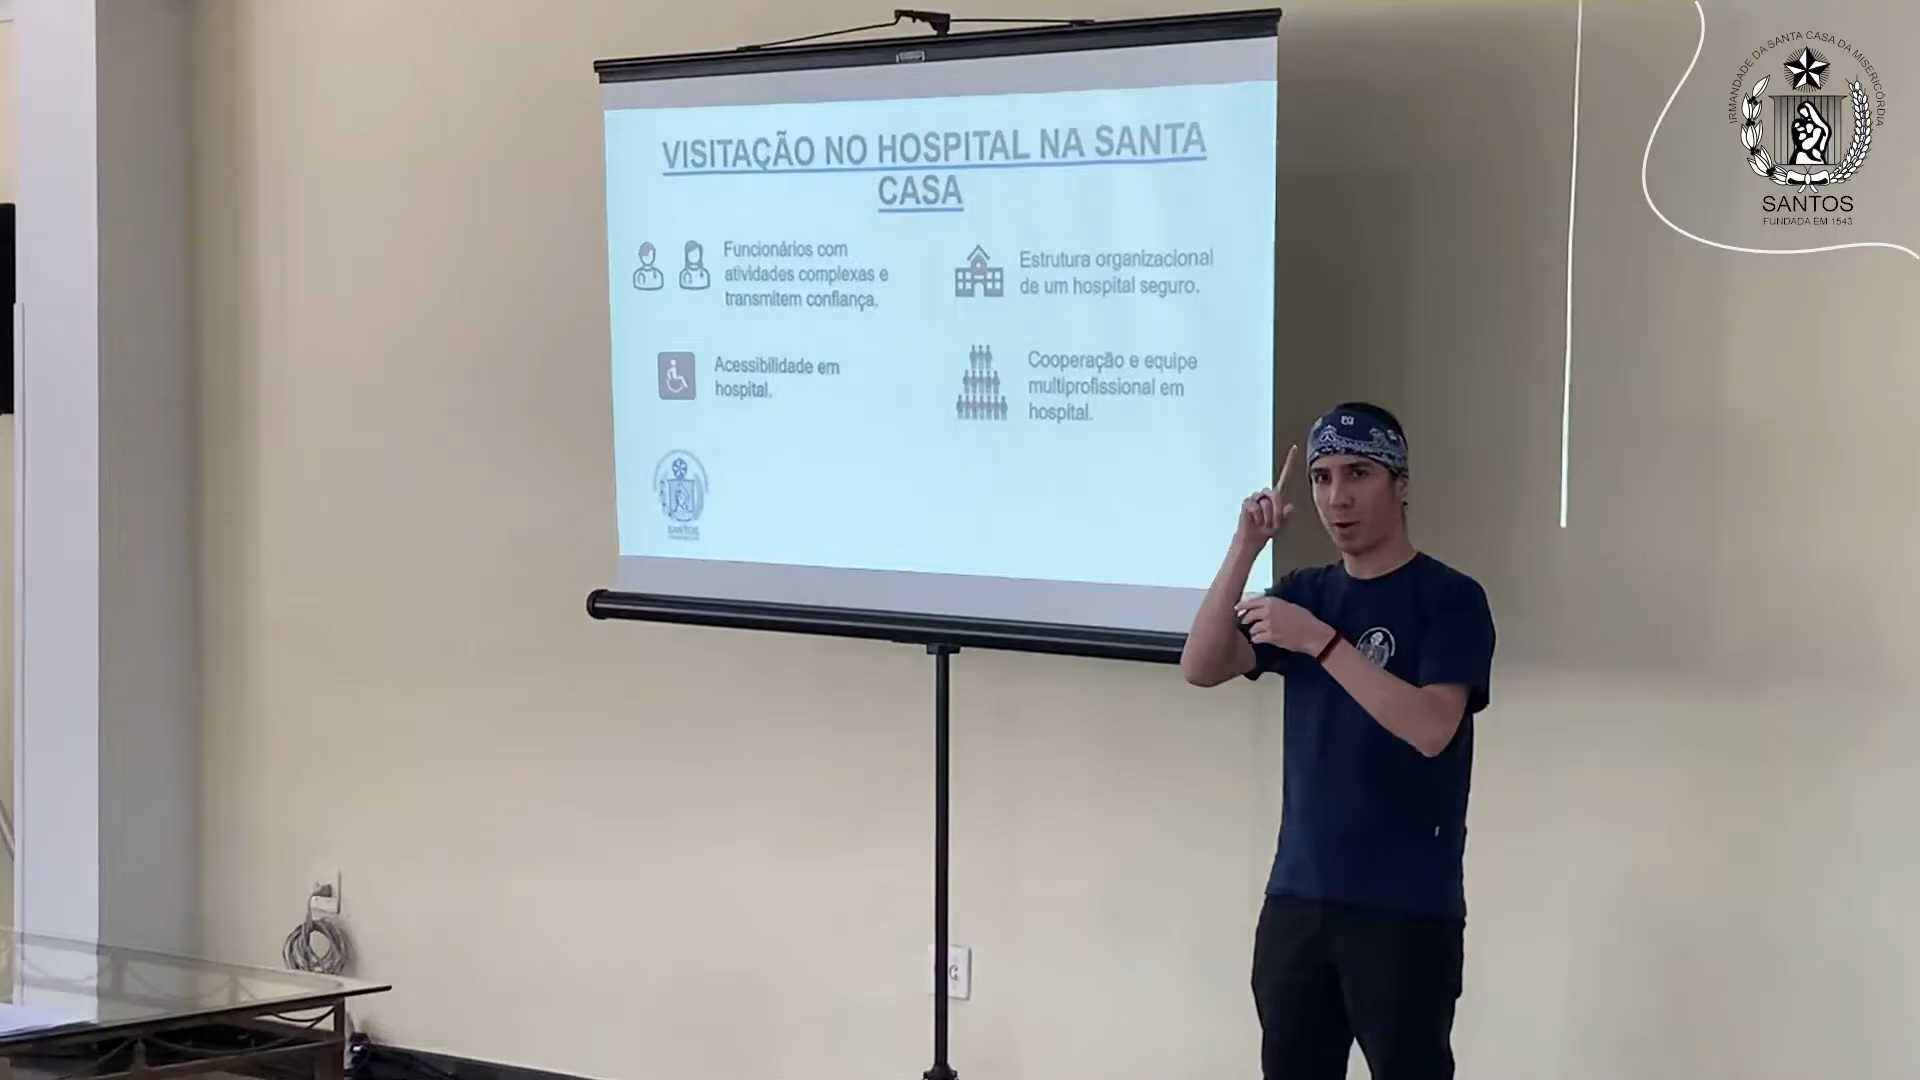 VISITAÇÃO NO HOSPITAL NA SANTA
CASA
Funcionários com
atividades complexas e
transmitem confiança.
Estrutura organizacional
de um hospital seguro.
Acessibilidade em
hospital.
Cooperação e equipe
multiprofissional em
hospital.
SANTOS
IRMANDADE DA SANTA CASA DA MISERICÓRDIA
SANTOS
FUNDADA EM 1543